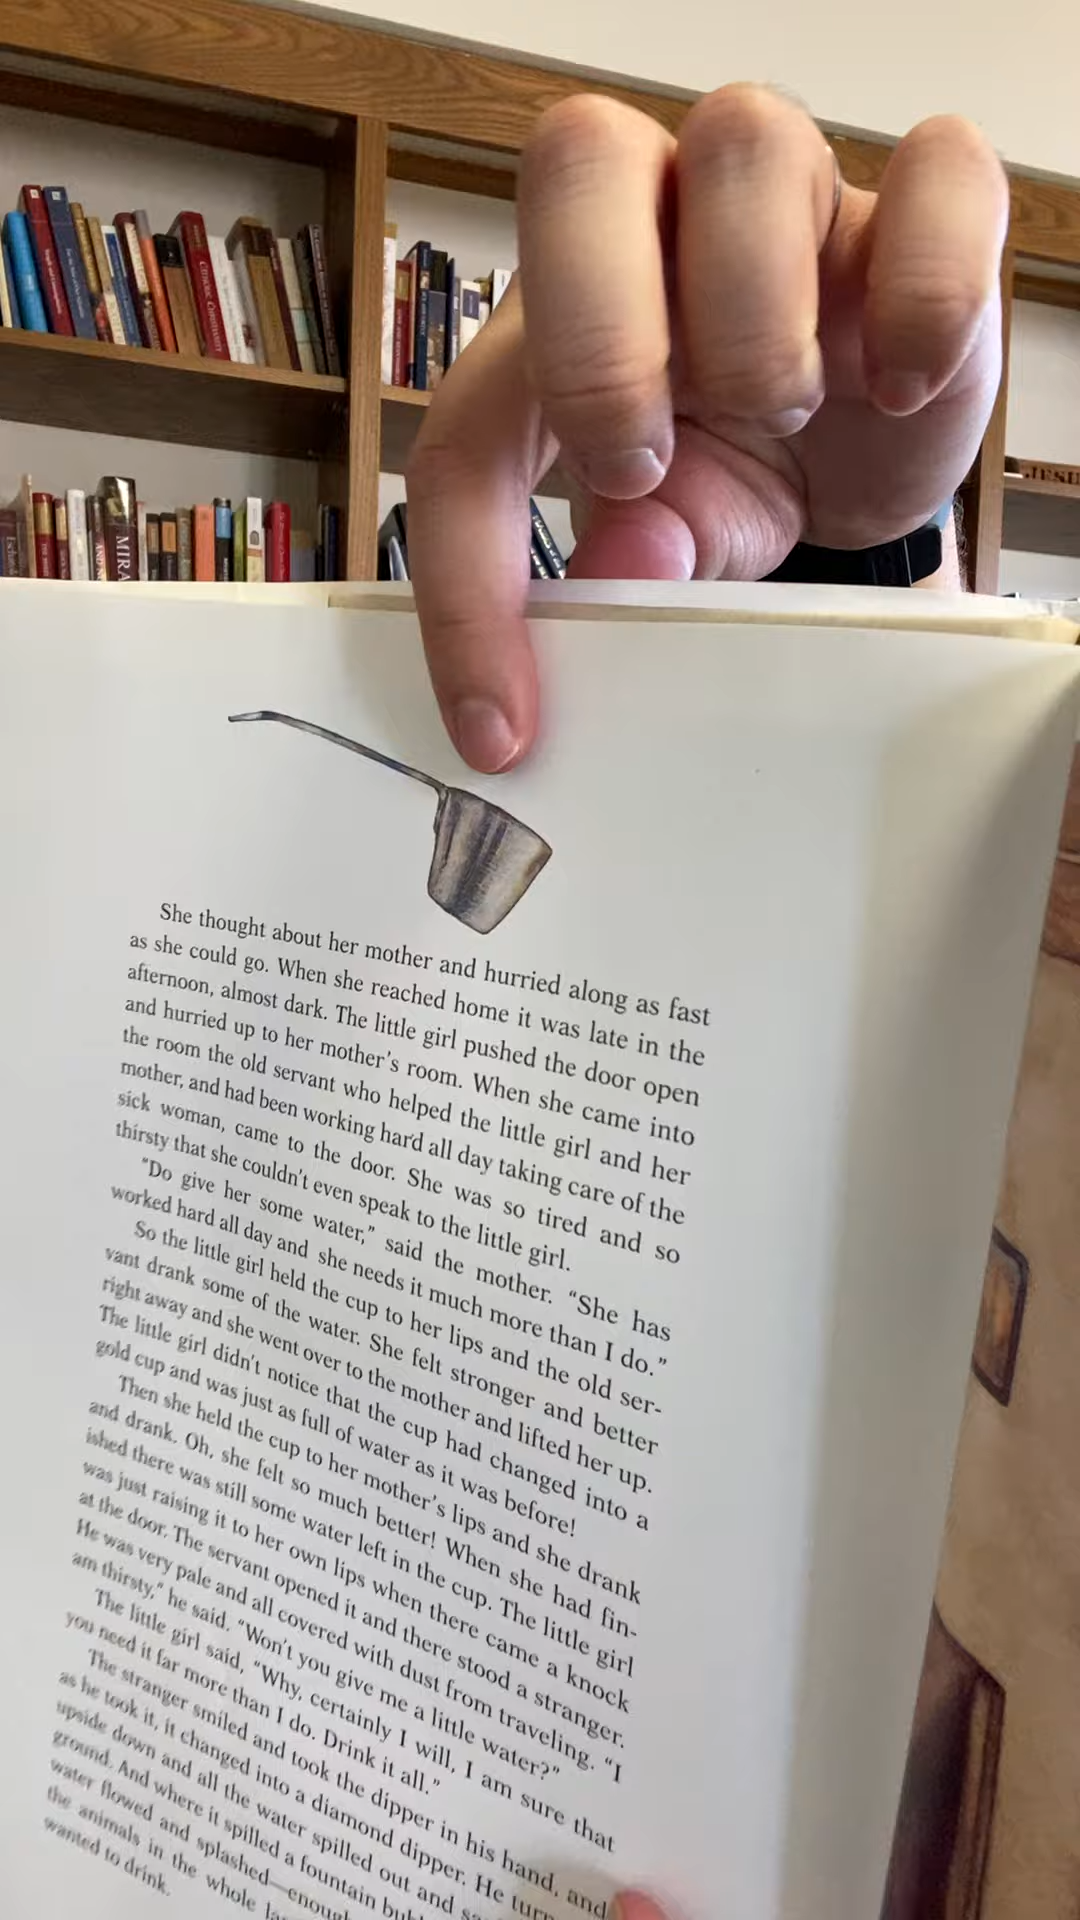 CATHOLIC CHRISTIANITY
MIRA
JESU
She thought about her mother and hurried along as fast
as she could go. When she reached home it was late in the
afternoon, almost dark. The little girl pushed the door open
and hurried up to her mother's room. When she came into
the room the old servant who helped the little girl and her
mother, and had been working hard all day taking care of the
sick woman, came to the door. She was so tired and so
thirsty that she couldn't even speak to the little girl.
"Do give her some water," said the mother. "She has
worked hard all day and she needs it much more than I do."
So the little girl held the cup to her lips and the old ser-
vant drank some of the water. She felt stronger and better
right away and she went over to the mother and lifted her up.
The little girl didn't notice that the cup had changed into a
gold cup and was just as full of water as it was before!
Then she held the cup to her mother's lips and she drank
and drank. Oh, she felt so much better! When she had fin-
ished there was still some water left in the cup. The little girl
was just raising it to her own lips when there came a knock
at the door. The servant opened it and there stood a stranger.
He was very pale and all covered with dust from traveling. "I
am thirsty," he said. "Won't you give me a little water?"
The little girl said, "Why, certainly I will, I am sure that
you need it far more than I do. Drink it all."
The stranger smiled and took the dipper in his hand, and
as he took it, it changed into a diamond dipper. He turn
upside down and all the water spilled out and
ground. And where it spilled a fountain
water flowed and splashed—enough
the animals in the whole
wanted to drink.